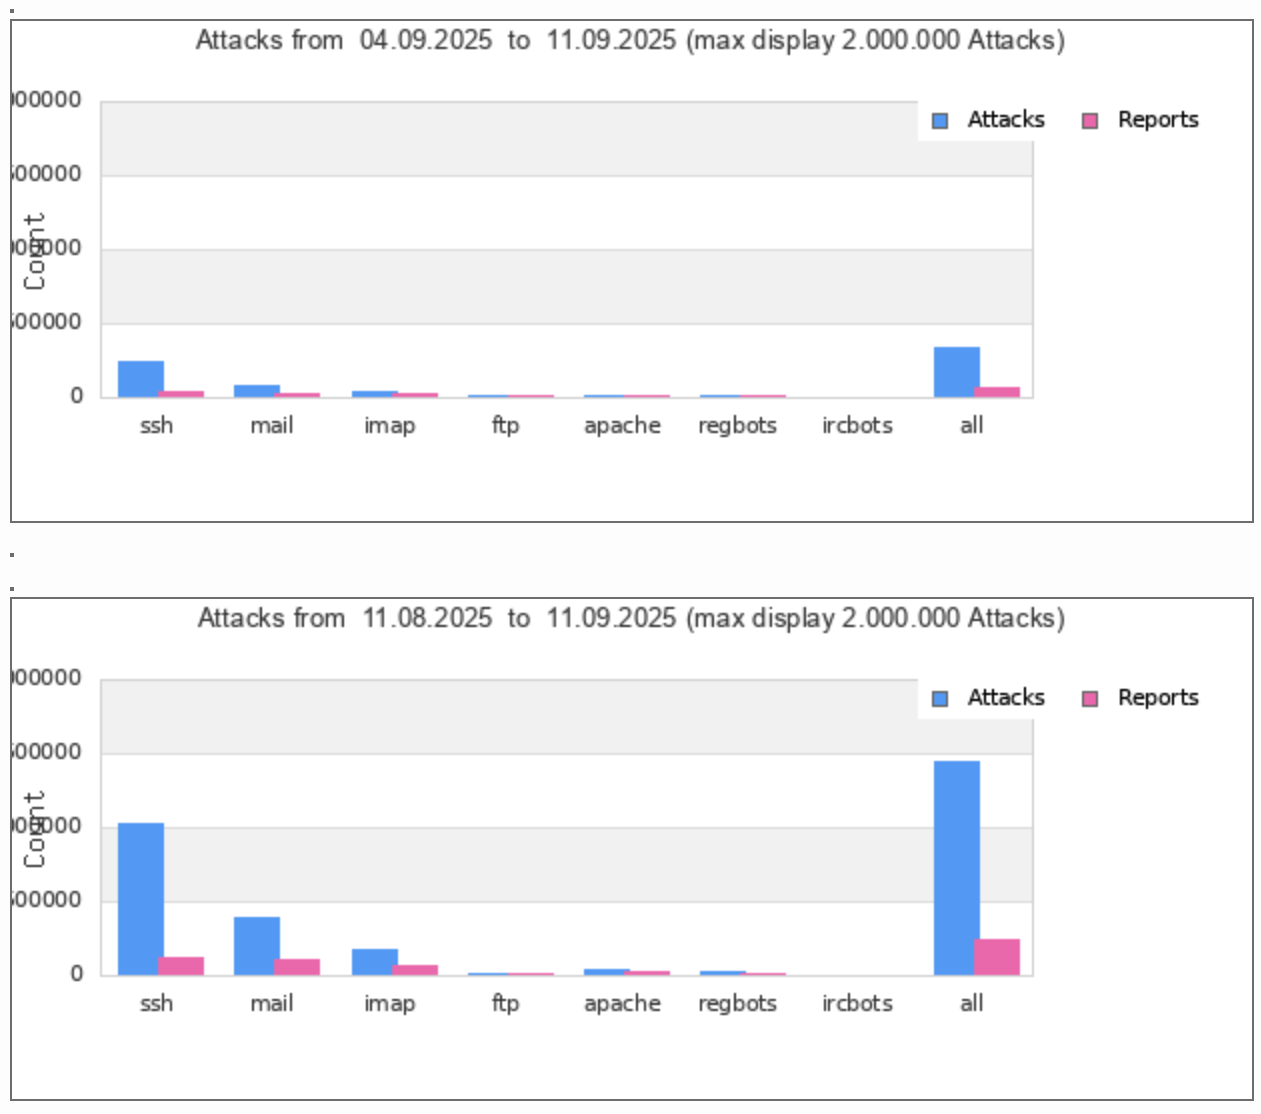 Attacks from 04.09.2025 to 11.09.2025 (max display 2.000.000 Attacks)
Attacks Reports
Count
0
ssh mail imap ftp apache regbots ircbots all
Attacks from 11.08.2025 to 11.09.2025 (max display 2.000.000 Attacks)
Attacks Reports
Count
0
ssh mail imap ftp apache regbots ircbots all